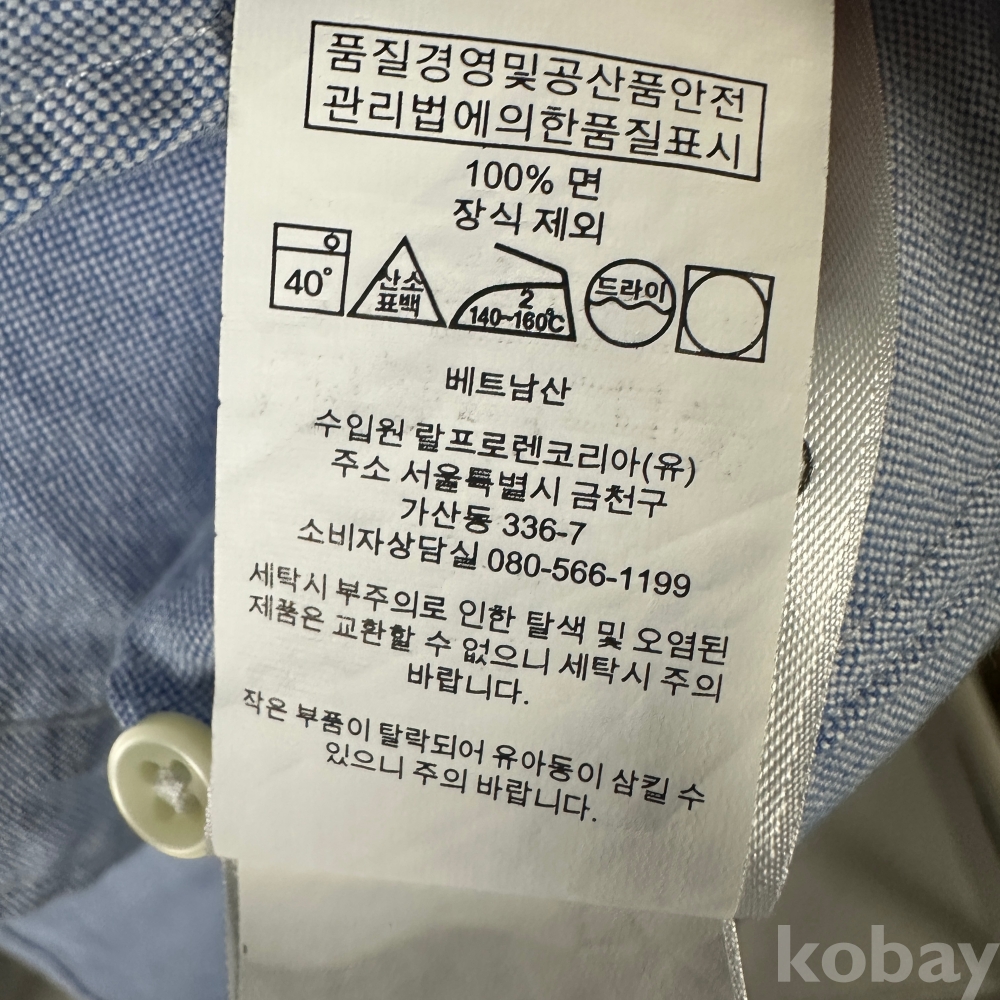 품질경영및공산품안전
관리법에의한품질표시
100% 면
장식 제외
40°
산소
표백
2
140~160℃
드라이
베트남산
수입원 랄프로렌코리아(유)
주소 서울특별시 금천구
가산동 336-7
소비자상담실 080-566-1199
세탁시 부주의로 인한 탈색 및 오염된
제품은 교환할 수 없으니 세탁시 주의
바랍니다.
작은 부품이 탈락되어 유아동이 삼킬 수
있으니 주의 바랍니다.
kobay